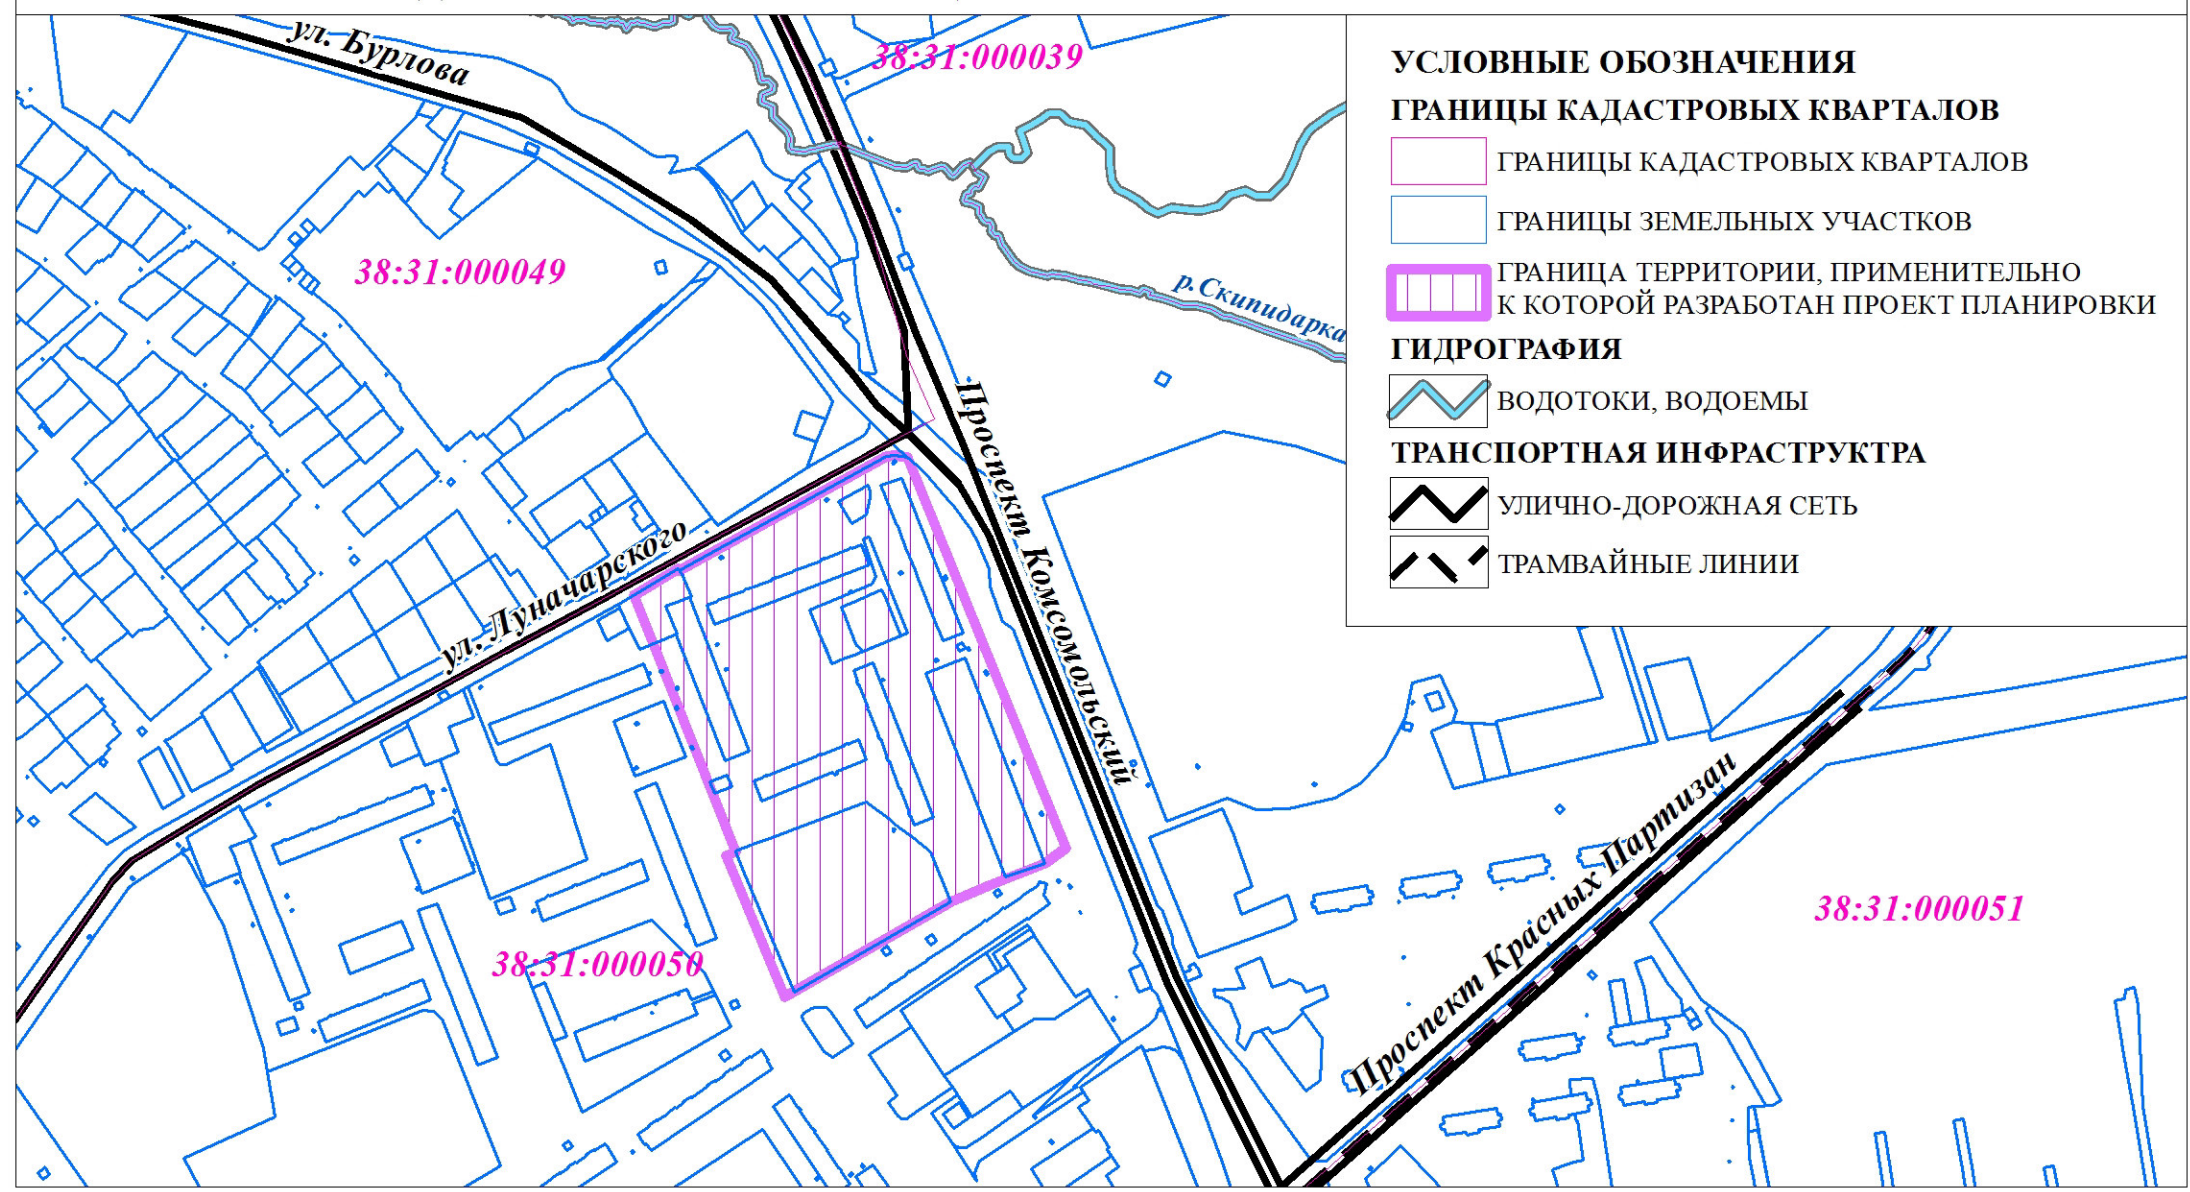 ул. Бурлова
38:31:000039
38:31:000049
р.Скипидарка
Проспект Комсомольский
ул. Луначарского
38:31:000050
Проспект Красных Партизан
38:31:000051
УСЛОВНЫЕ ОБОЗНАЧЕНИЯ
ГРАНИЦЫ КАДАСТРОВЫХ КВАРТАЛОВ
ГРАНИЦЫ КАДАСТРОВЫХ КВАРТАЛОВ
ГРАНИЦЫ ЗЕМЕЛЬНЫХ УЧАСТКОВ
ГРАНИЦА ТЕРРИТОРИИ, ПРИМЕНИТЕЛЬНО
К КОТОРОЙ РАЗРАБОТАН ПРОЕКТ ПЛАНИРОВКИ
ГИДРОГРАФИЯ
ВОДОТОКИ, ВОДОЕМЫ
ТРАНСПОРТНАЯ ИНФРАСТРУКТРА
УЛИЧНО-ДОРОЖНАЯ СЕТЬ
ТРАМВАЙНЫЕ ЛИНИИ